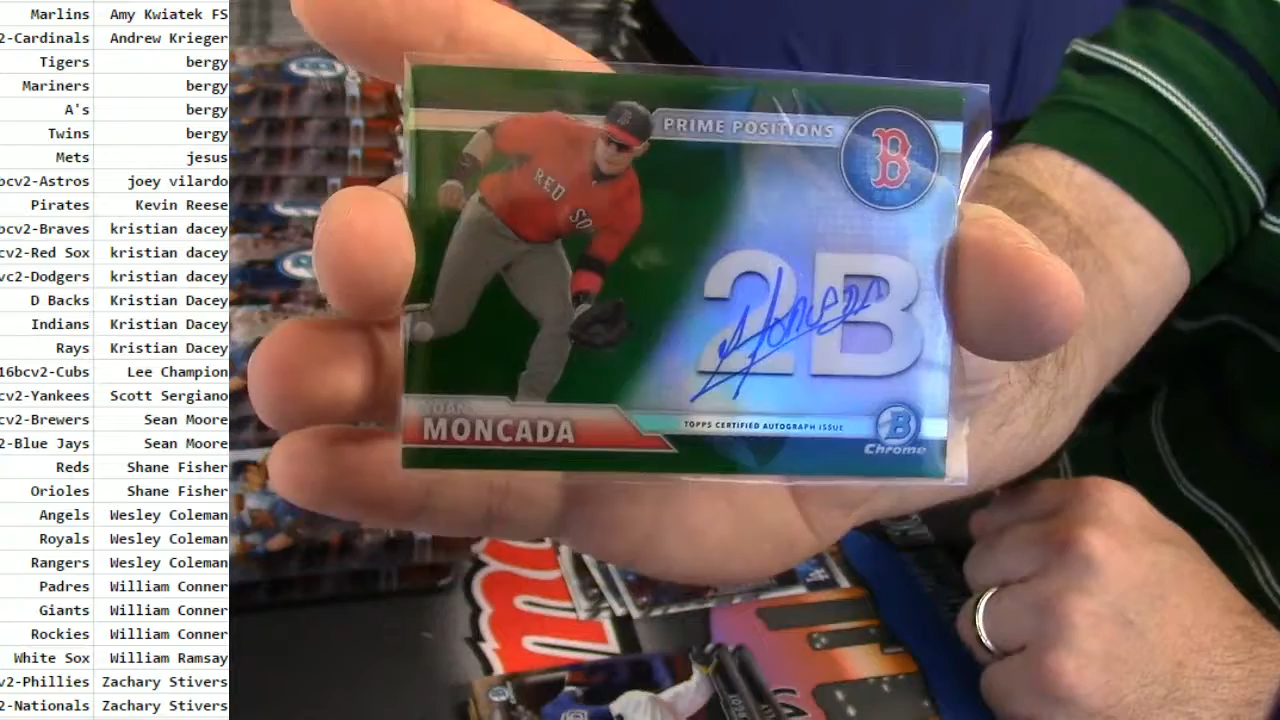 Marlins Amy Kwiatek FS
2-Cardinals Andrew Krieger
Tigers bergy
Mariners bergy
A's bergy
Twins bergy
Mets jesus
bcv2-Astros joey vilardo
Pirates Kevin Reese
bcv2-Braves kristian dacey
cv2-Red Sox kristian dacey
vc2-Dodgers kristian dacey
D Backs Kristian Dacey
Indians Kristian Dacey
Rays Kristian Dacey
16bcv2-Cubs Lee Champion
cv2-Yankees Scott Sergiano
cv2-Brewers Sean Moore
2-Blue Jays Sean Moore
Reds Shane Fisher
Orioles Shane Fisher
Angels Wesley Coleman
Royals Wesley Coleman
Rangers Wesley Coleman
Padres William Conner
Giants William Conner
Rockies William Conner
White Sox William Ramsay
v2-Phillies Zachary Stivers
2-Nationals Zachary Stivers
PRIME POSITIONS
B
RED SO
2B
Moncada
YOAN
MONCADA
TOPPS CERTIFIED AUTOGRAPH ISSUE
B
Chrome